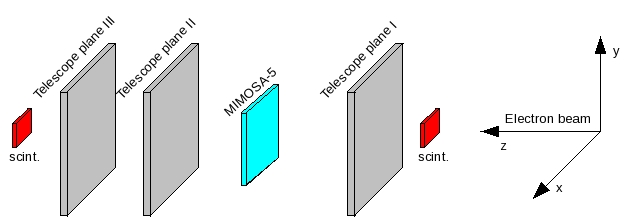 Telescope plane III
Telescope plane II
MIMOSA-5
Telescope plane I
scint.
scint.
Electron beam
y
z
x